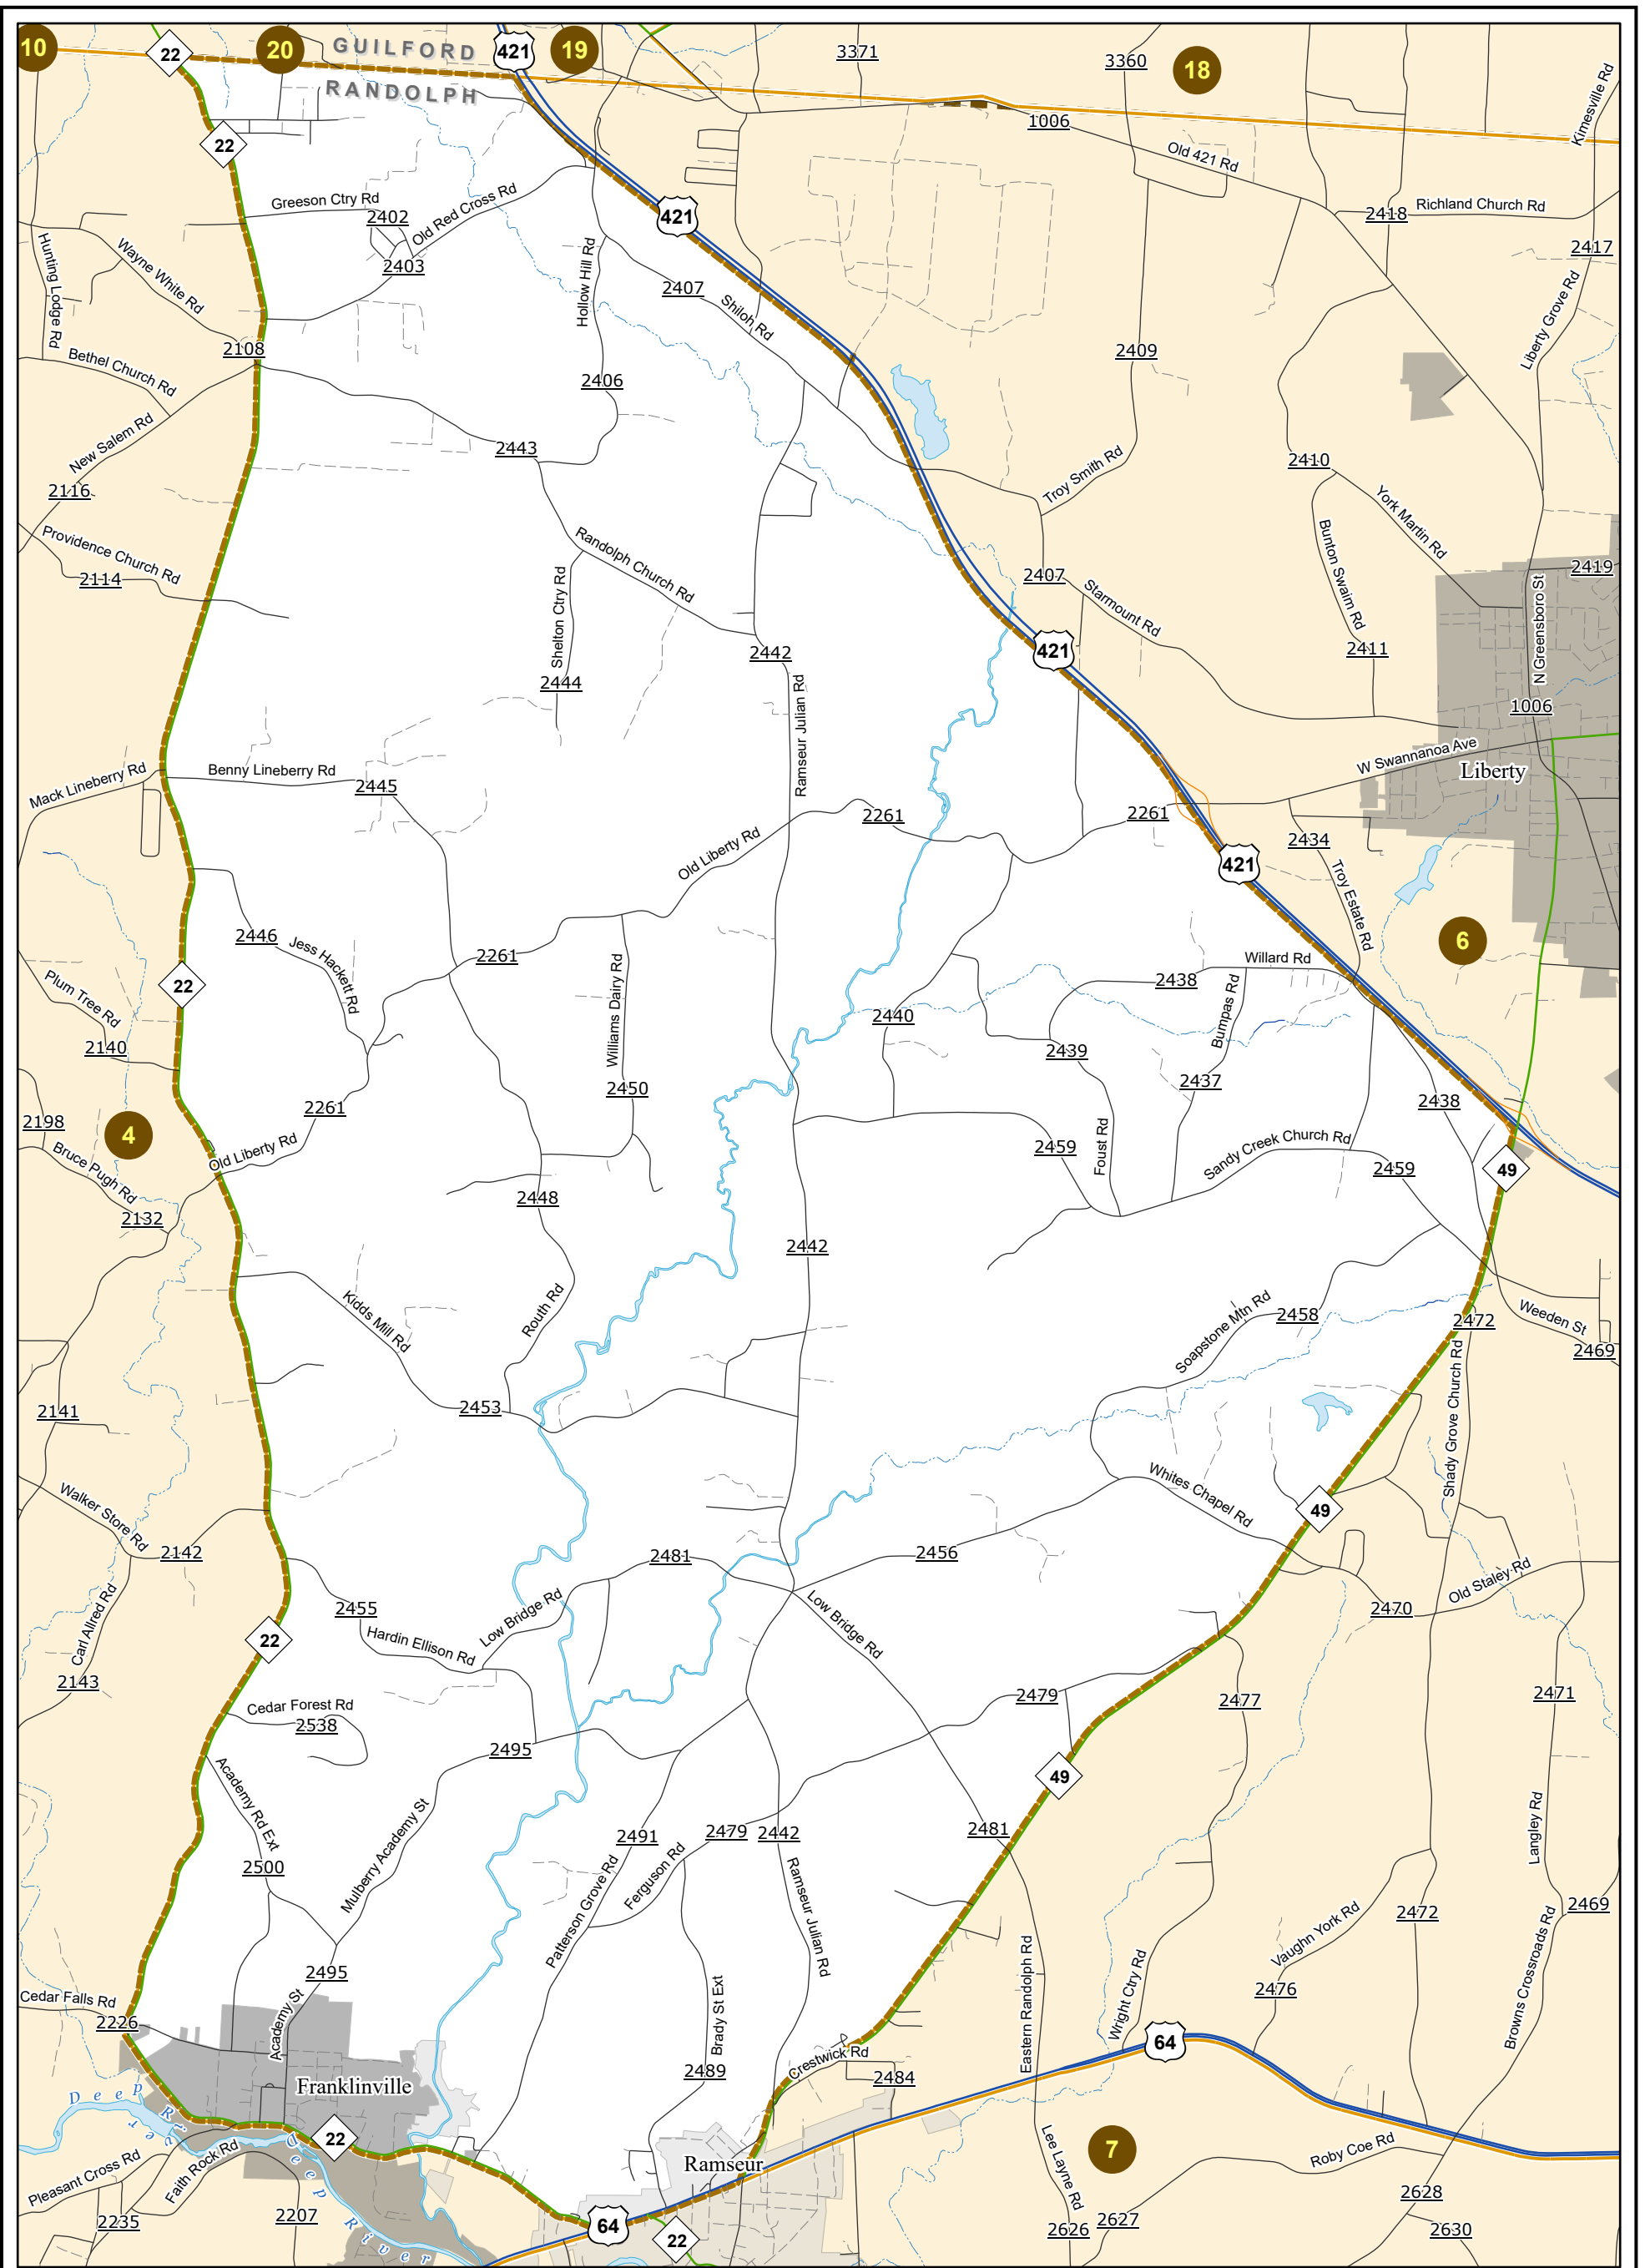 10
22
20
GUILFORD
421
19
3371
3360
18
RANDOLPH
1006
Kimesville Rd
22
Old 421 Rd
Greeson Ctry Rd
2402
Old Red Cross Rd
421
2418
Richland Church Rd
Hunting Lodge Rd
Wayne White Rd
2403
Hollow Hill Rd
2407
Shiloh Rd
2417
Liberty Grove Rd
2108
Bethel Church Rd
2409
2406
New Salem Rd
2443
2410
Troy Smith Rd
2116
York Martin Rd
Providence Church Rd
2114
Randolph Church Rd
Shelton Ctry Rd
2407
Starmount Rd
Bunton Swaim Rd
2419
N Greensboro St
2442
421
2411
2444
Ramseur Julian Rd
1006
Mack Lineberry Rd
Benny Lineberry Rd
2445
W Swannanoa Ave
Liberty
2261
2261
Old Liberty Rd
2434
421
Troy Estate Rd
2446
Jess Hackett Rd
2261
6
Williams Dairy Rd
Willard Rd
2438
Bumpas Rd
22
Plum Tree Rd
2440
2140
2439
2450
2437
2261
2438
2198
4
Old Liberty Rd
Bruce Pugh Rd
2459
Foust Rd
Sandy Creek Church Rd
2459
49
2448
2132
2442
Kidds Mill Rd
Routh Rd
Soapstone Mtn Rd
2458
2472
Weeden St
2469
2453
2141
Shady Grove Church Rd
Whites Chapel Rd
49
Walker Store Rd
2142
2481
2456
Old Staley Rd
2455
Low Bridge Rd
Low Bridge Rd
2470
Carl Allred Rd
22
Hardin Ellison Rd
2143
2479
2477
2471
Cedar Forest Rd
2538
2495
49
Academy Rd Ext
Mulberry Academy St
2491
2479
2442
2481
Langley Rd
2500
Patterson Grove Rd
Ferguson Rd
Ramseur Julian Rd
2469
2472
Vaughn York Rd
Browns Crossroads Rd
2495
Eastern Randolph Rd
Wright Ctry Rd
2476
Cedar Falls Rd
2226
Academy St
Brady St Ext
64
Crestwick Rd
2489
2484
Franklinville
Deep
River
22
Ramseur
7
Lee Layne Rd
Roby Coe Rd
Pleasant Cross Rd
Faith Rock Rd
Deep
River
2235
2207
64
22
2626
2627
2628
2630